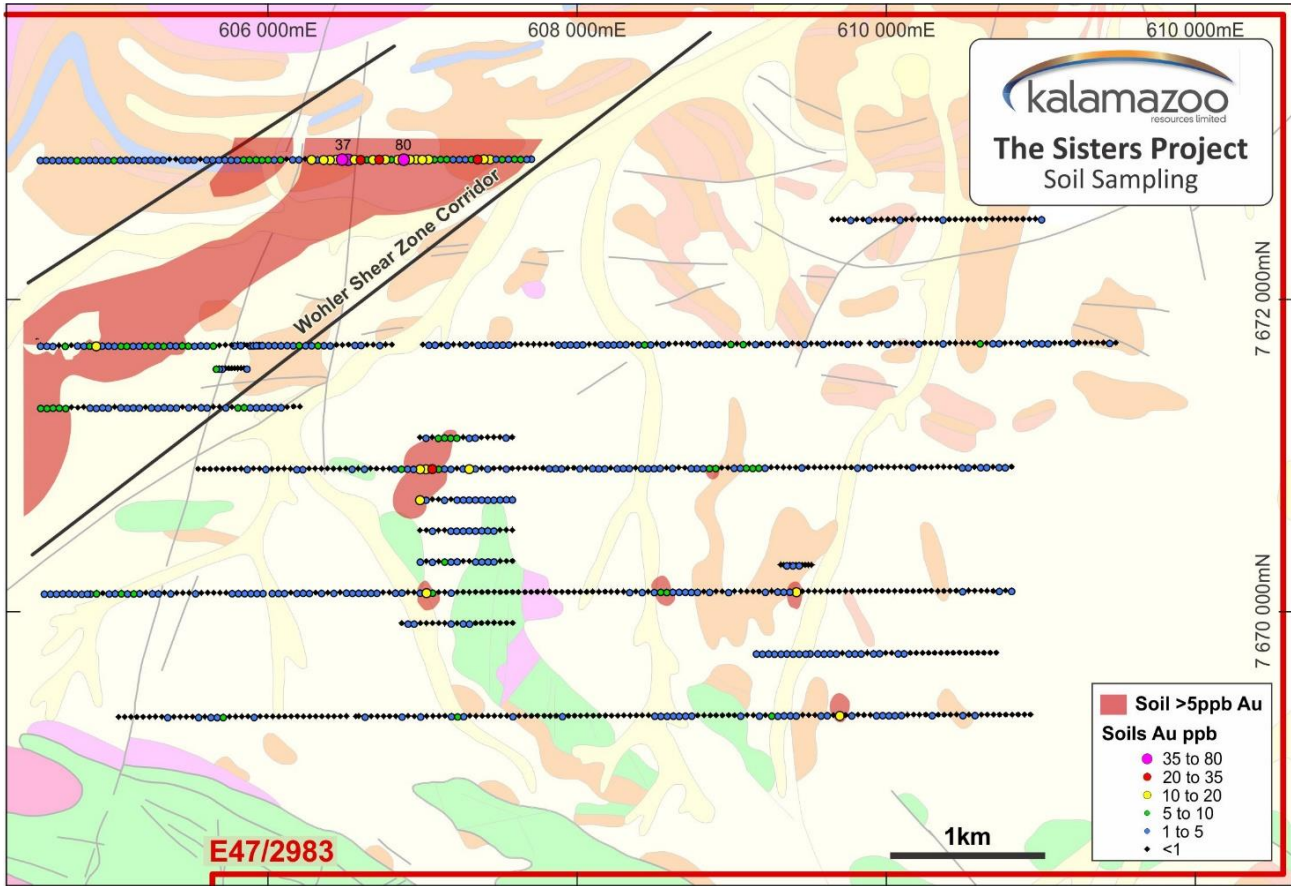 606 000mE
608 000mE
610 000mE
610 000mE
kalamazoo
resources limited
The Sisters Project
Soil Sampling
37
80
Wohler Shear Zone Corridor
7 672 000mN
7 670 000mN
Soil >5ppb Au
Soils Au ppb
35 to 80
20 to 35
10 to 20
5 to 10
1 to 5
<1
1km
E47/2983